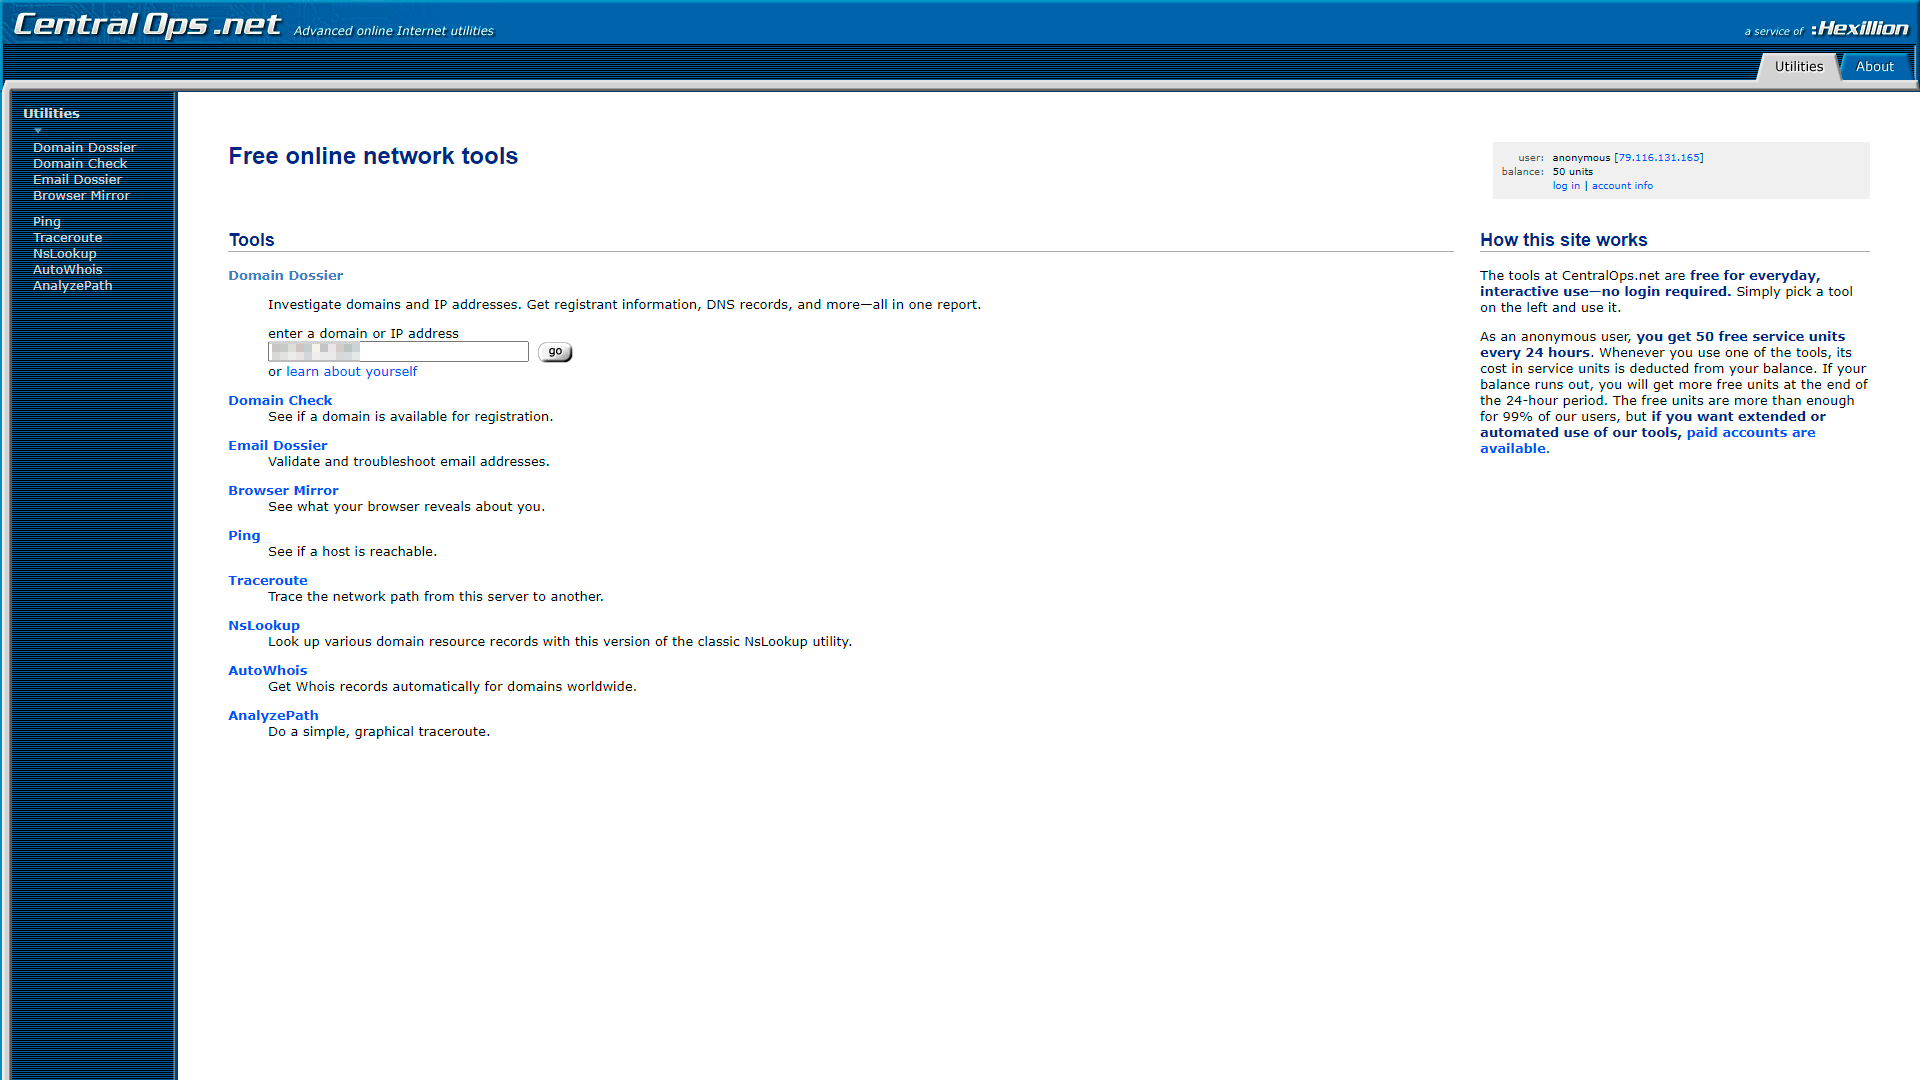 Central Ops .net Advanced online Internet utilities
a service of :Hexillion
Utilities About
Utilities
Domain Dossier
Domain Check
Email Dossier
Browser Mirror
Ping
Traceroute
NsLookup
AutoWhois
AnalyzePath
Free online network tools
user: anonymous [79.116.131.165]
balance: 50 units
log in | account info
Tools
Domain Dossier
Investigate domains and IP addresses. Get registrant information, DNS records, and more—all in one report.
enter a domain or IP address
go
or learn about yourself
Domain Check
See if a domain is available for registration.
Email Dossier
Validate and troubleshoot email addresses.
Browser Mirror
See what your browser reveals about you.
Ping
See if a host is reachable.
Traceroute
Trace the network path from this server to another.
NsLookup
Look up various domain resource records with this version of the classic NsLookup utility.
AutoWhois
Get Whois records automatically for domains worldwide.
AnalyzePath
Do a simple, graphical traceroute.
How this site works
The tools at CentralOps.net are free for everyday,
interactive use—no login required. Simply pick a tool
on the left and use it.
As an anonymous user, you get 50 free service units
every 24 hours. Whenever you use one of the tools, its
cost in service units is deducted from your balance. If your
balance runs out, you will get more free units at the end of
the 24-hour period. The free units are more than enough
for 99% of our users, but if you want extended or
automated use of our tools, paid accounts are
available.